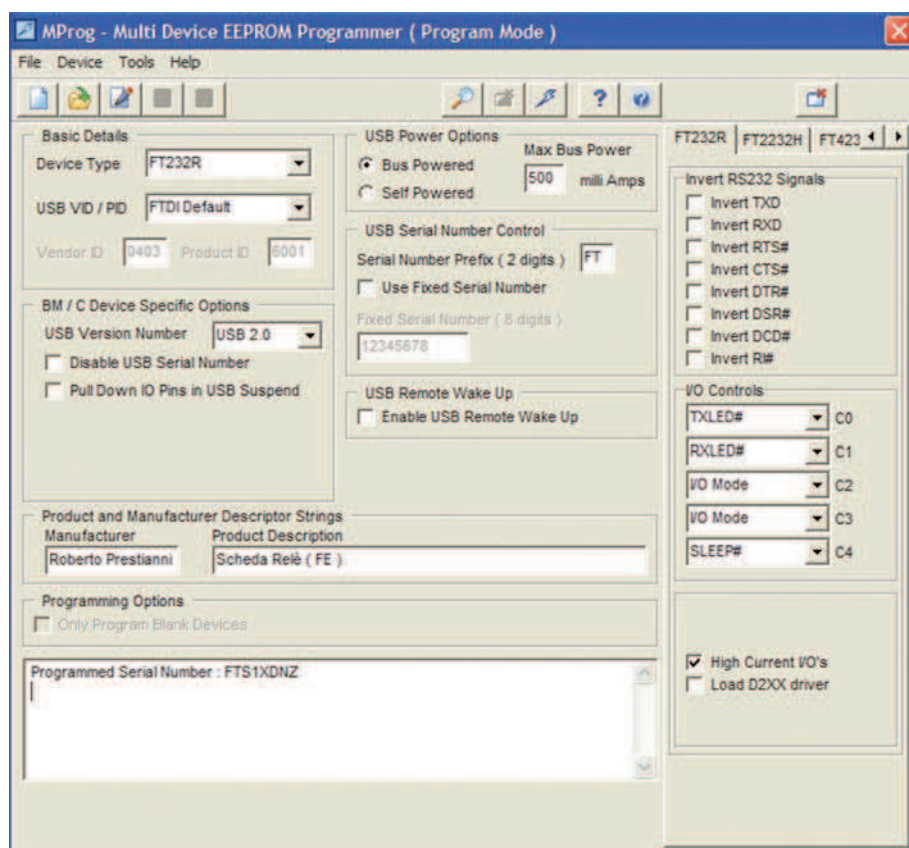 MProg - Multi Device EEPROM Programmer ( Program Mode )
File Device Tools Help
Basic Details
Device Type FT232R
USB VID / PID FTDI Default
Vendor ID 0403 Product ID 6001
BM / C Device Specific Options
USB Version Number USB 2.0
Disable USB Serial Number
Pull Down IO Pins in USB Suspend
USB Power Options
Bus Powered
Self Powered
Max Bus Power
500 milli Amps
USB Serial Number Control
Serial Number Prefix ( 2 digits ) FT
Use Fixed Serial Number
Fixed Serial Number ( 8 digits )
12345678
USB Remote Wake Up
Enable USB Remote Wake Up
Product and Manufacturer Descriptor Strings
Manufacturer Product Description
Roberto Prestianni Scheda Relè ( FE )
Programming Options
Only Program Blank Devices
Programmed Serial Number : FTS1XDNZ
FT232R FT2232H FT423
Invert RS232 Signals
Invert TXD
Invert RXD
Invert RTS#
Invert CTS#
Invert DTR#
Invert DSR#
Invert DCD#
Invert RI#
I/O Controls
TXLED# C0
RXLED# C1
I/O Mode C2
I/O Mode C3
SLEEP# C4
High Current I/O's
Load D2XX driver